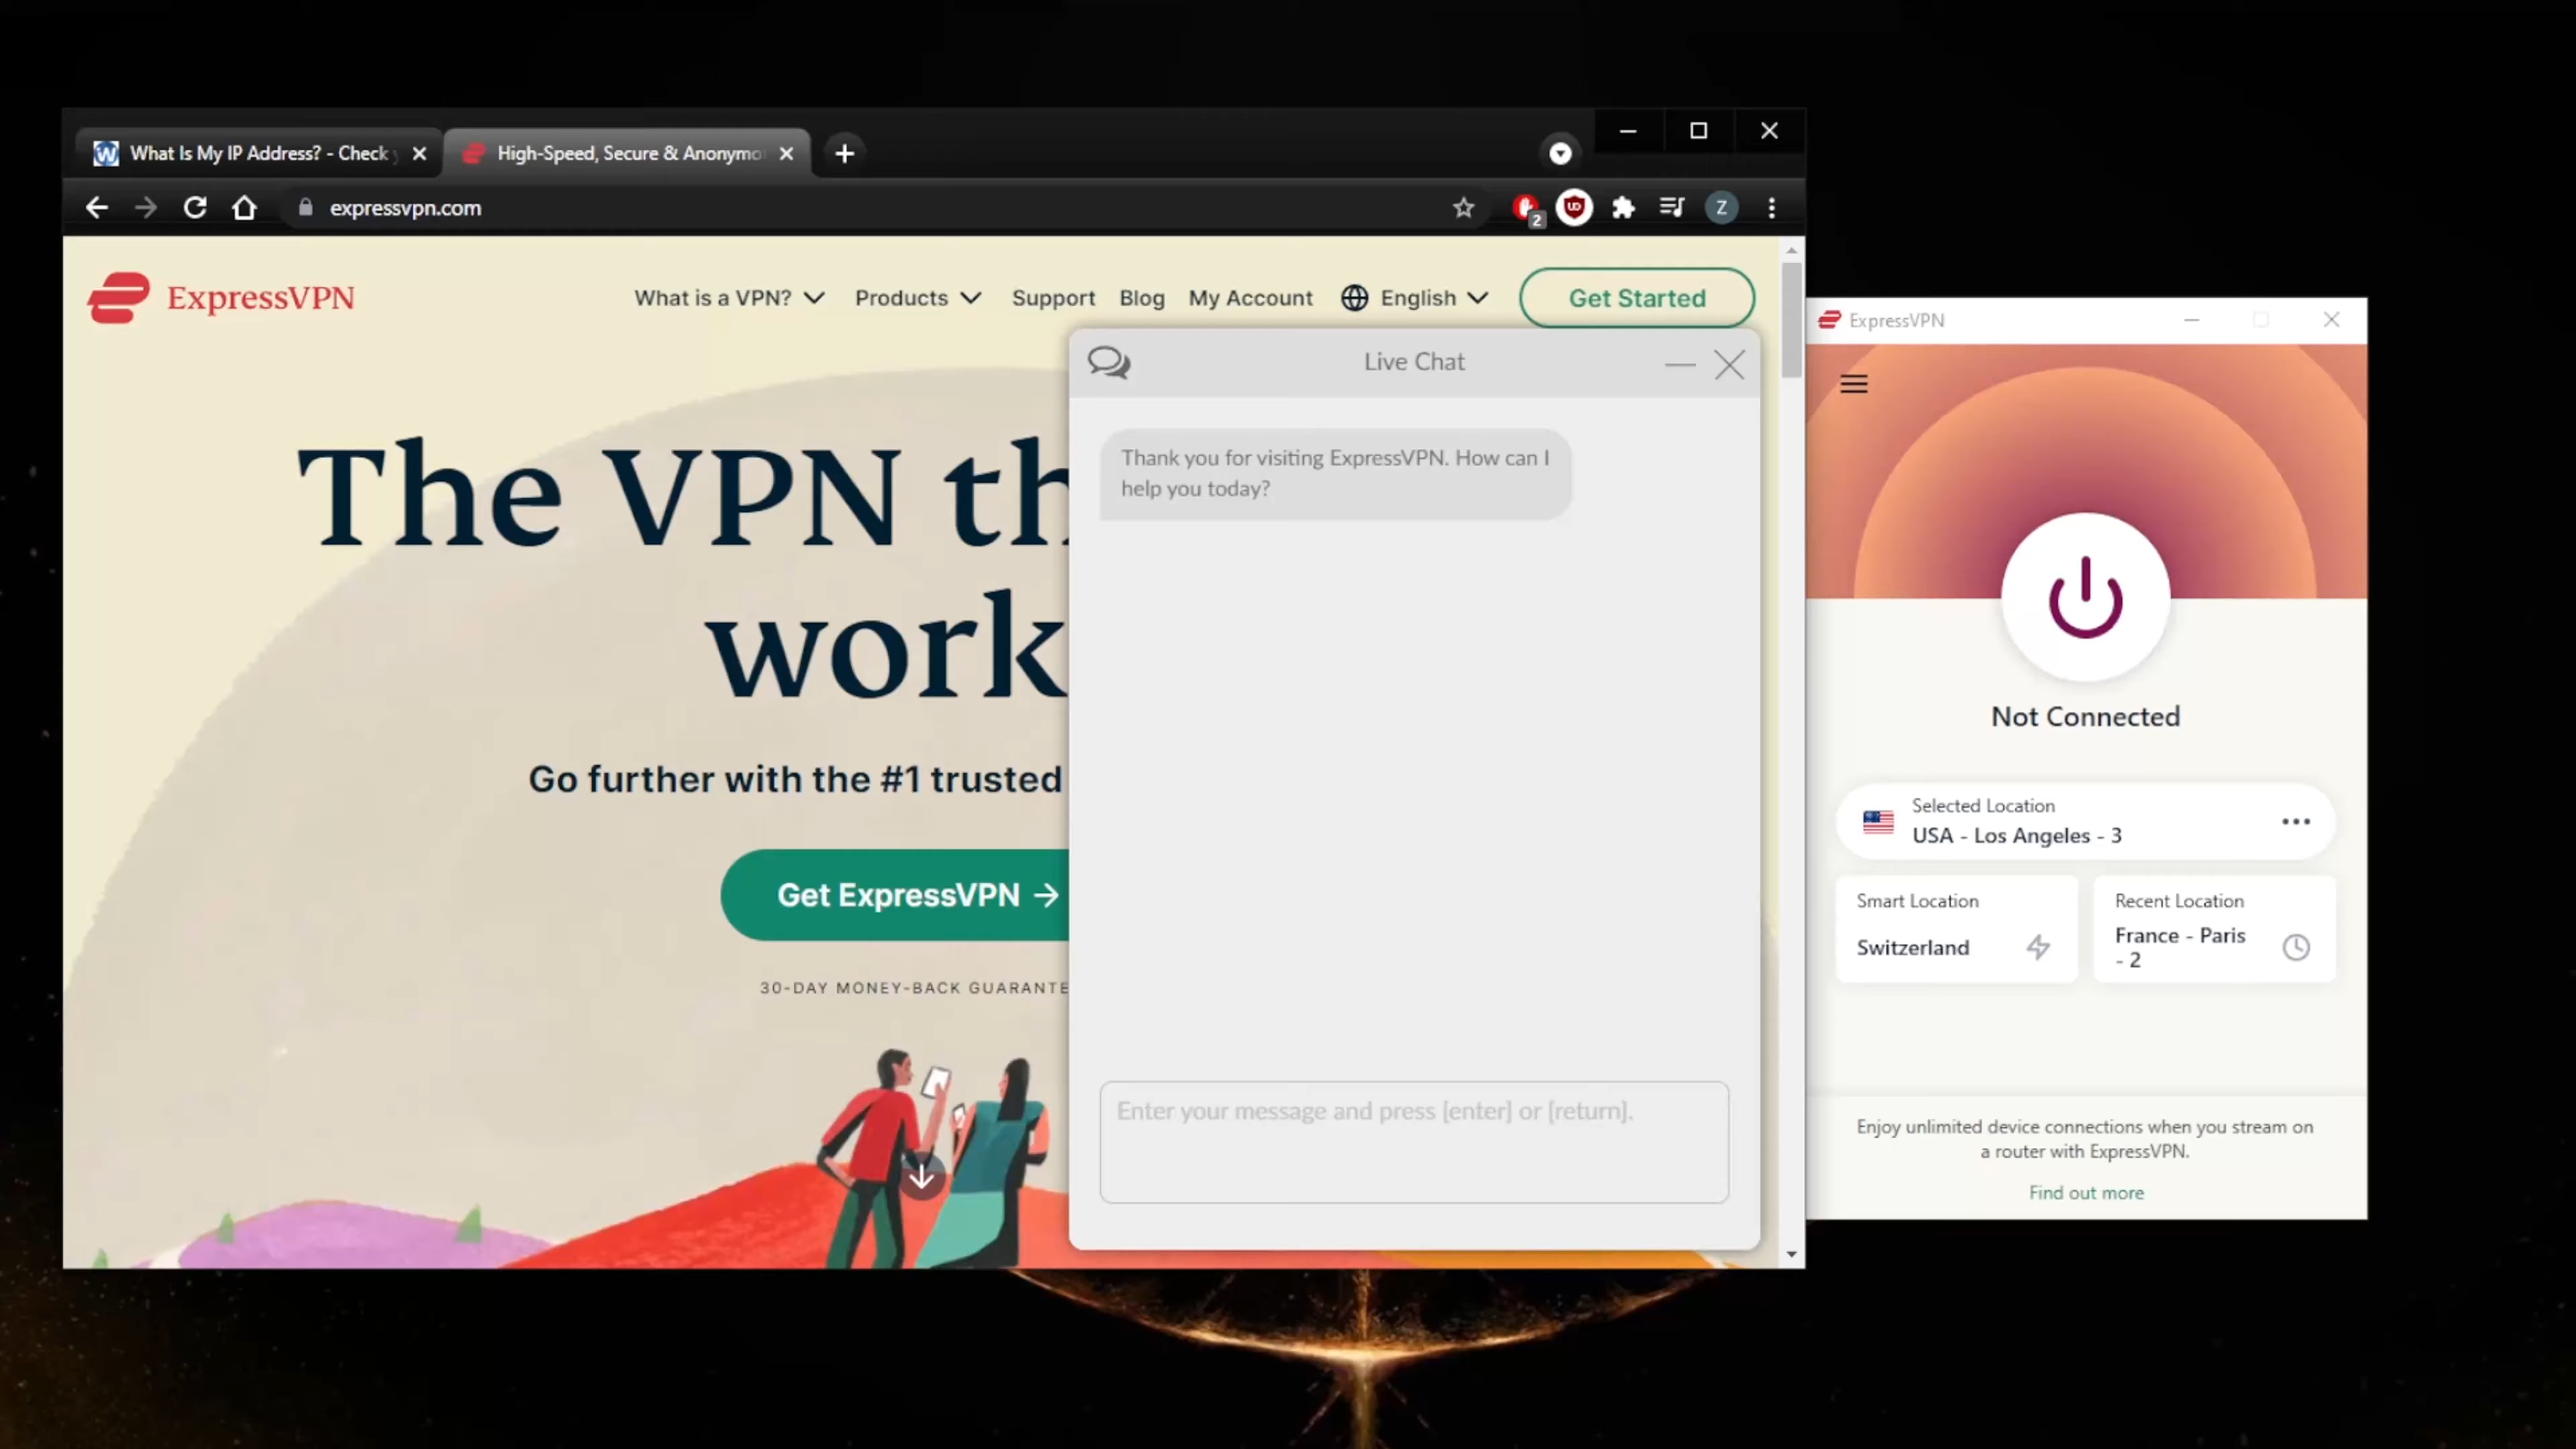 What Is My IP Address? - Check
High-Speed, Secure & Anonymo
expressvpn.com
2
Z
ExpressVPN
What is a VPN?
Products
Support
Blog
My Account
English
Get Started
The VPN th
work
Go further with the #1 trusted
Get ExpressVPN
30-DAY MONEY-BACK GUARANTE
Live Chat
Thank you for visiting ExpressVPN. How can I
help you today?
Enter your message and press [enter] or [return].
ExpressVPN
Not Connected
Selected Location
USA - Los Angeles - 3
Smart Location
Switzerland
Recent Location
France - Paris
- 2
Enjoy unlimited device connections when you stream on
a router with ExpressVPN.
Find out more